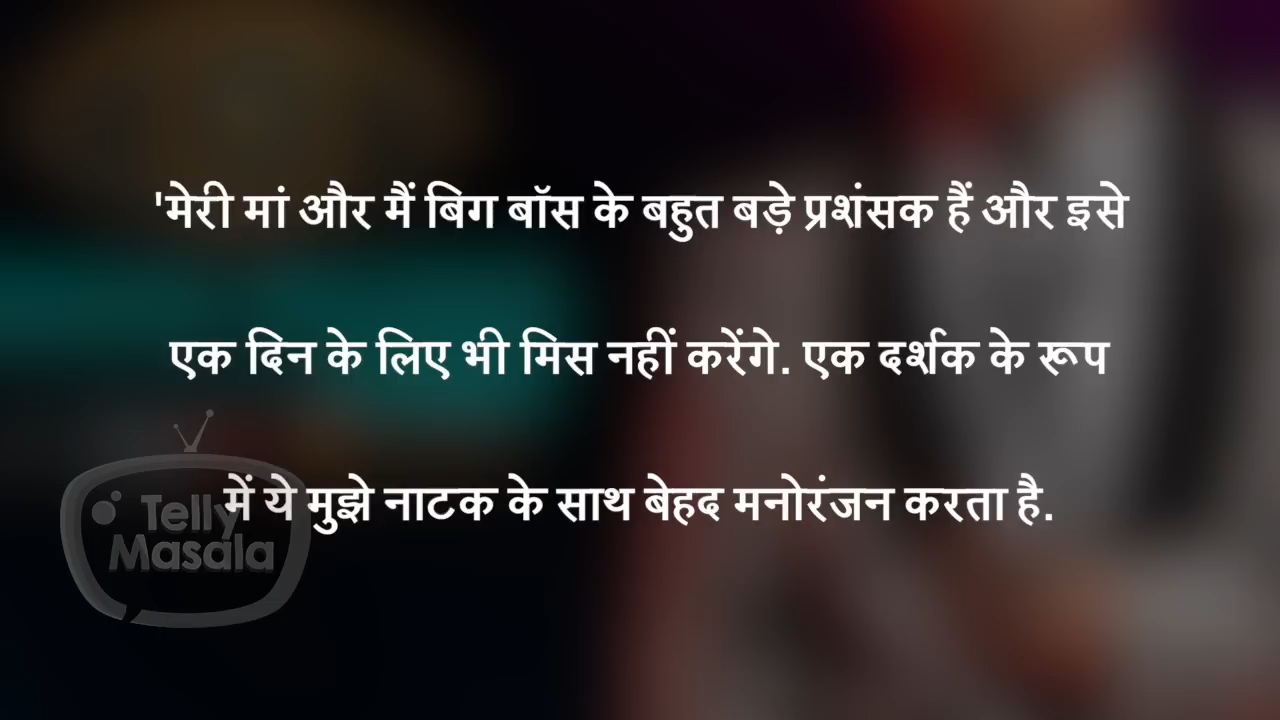 'मेरी मां और मैं बिग बॉस के बहुत बड़े प्रशंसक हैं और इसे
एक दिन के लिए भी मिस नहीं करेंगे. एक दर्शक के रूप
में ये मुझे नाटक के साथ बेहद मनोरंजन करता है.
Telly
Masala